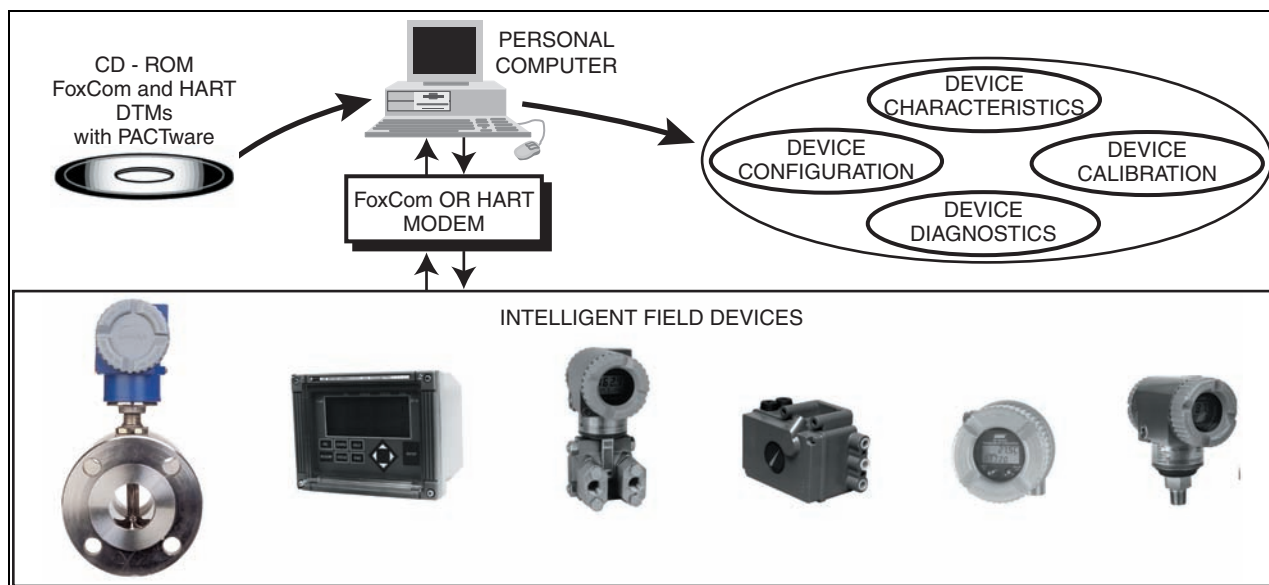 CD - ROM
FoxCom and HART
DTMs
with PACTware
PERSONAL
COMPUTER
FoxCom OR HART
MODEM
DEVICE
CHARACTERISTICS
DEVICE
CONFIGURATION
DEVICE
CALIBRATION
DEVICE
DIAGNOSTICS
INTELLIGENT FIELD DEVICES